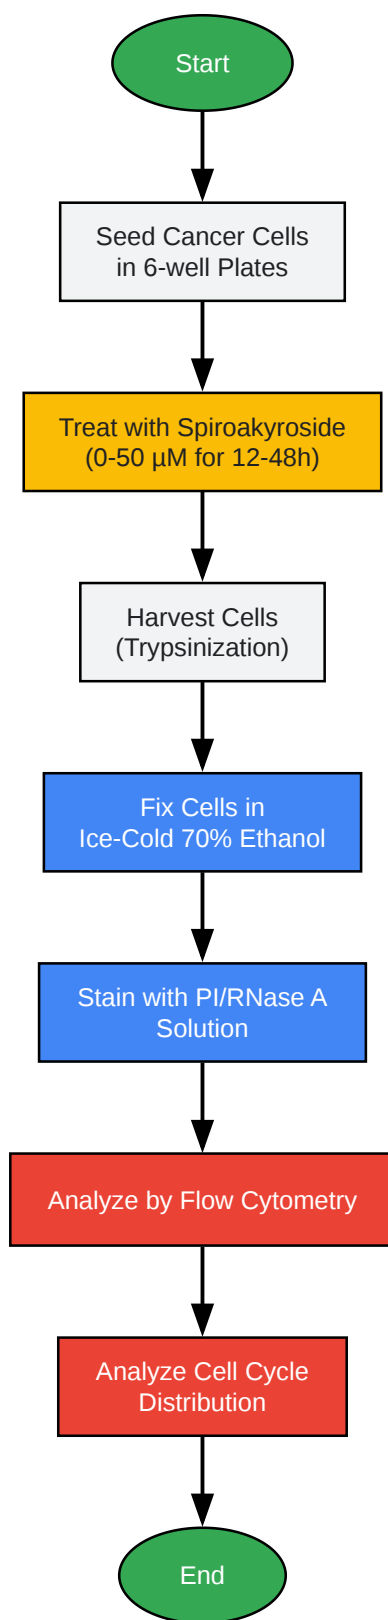 Start
Seed Cancer Cells
in 6-well Plates
Treat with Spiroakyroside
(0-50 µM for 12-48h)
Harvest Cells
(Trypsinization)
Fix Cells in
Ice-Cold 70% Ethanol
Stain with PI/RNase A
Solution
Analyze by Flow Cytometry
Analyze Cell Cycle
Distribution
End